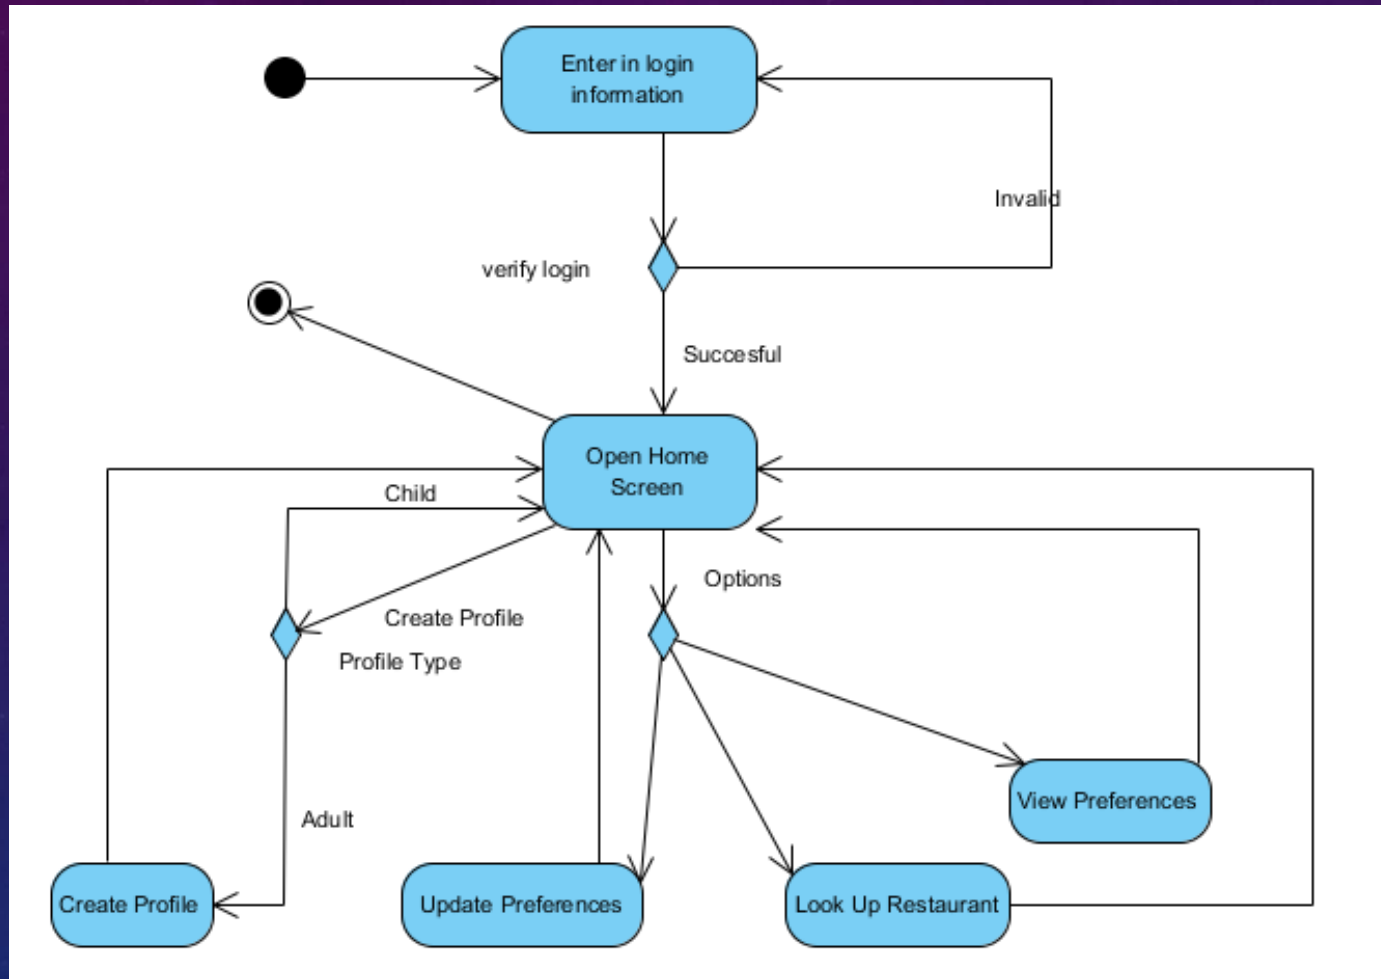 Enter in login
information
Invalid
verify login
Succesful
Open Home
Screen
Child
Options
Create Profile
Profile Type
View Preferences
Adult
Create Profile
Update Preferences
Look Up Restaurant